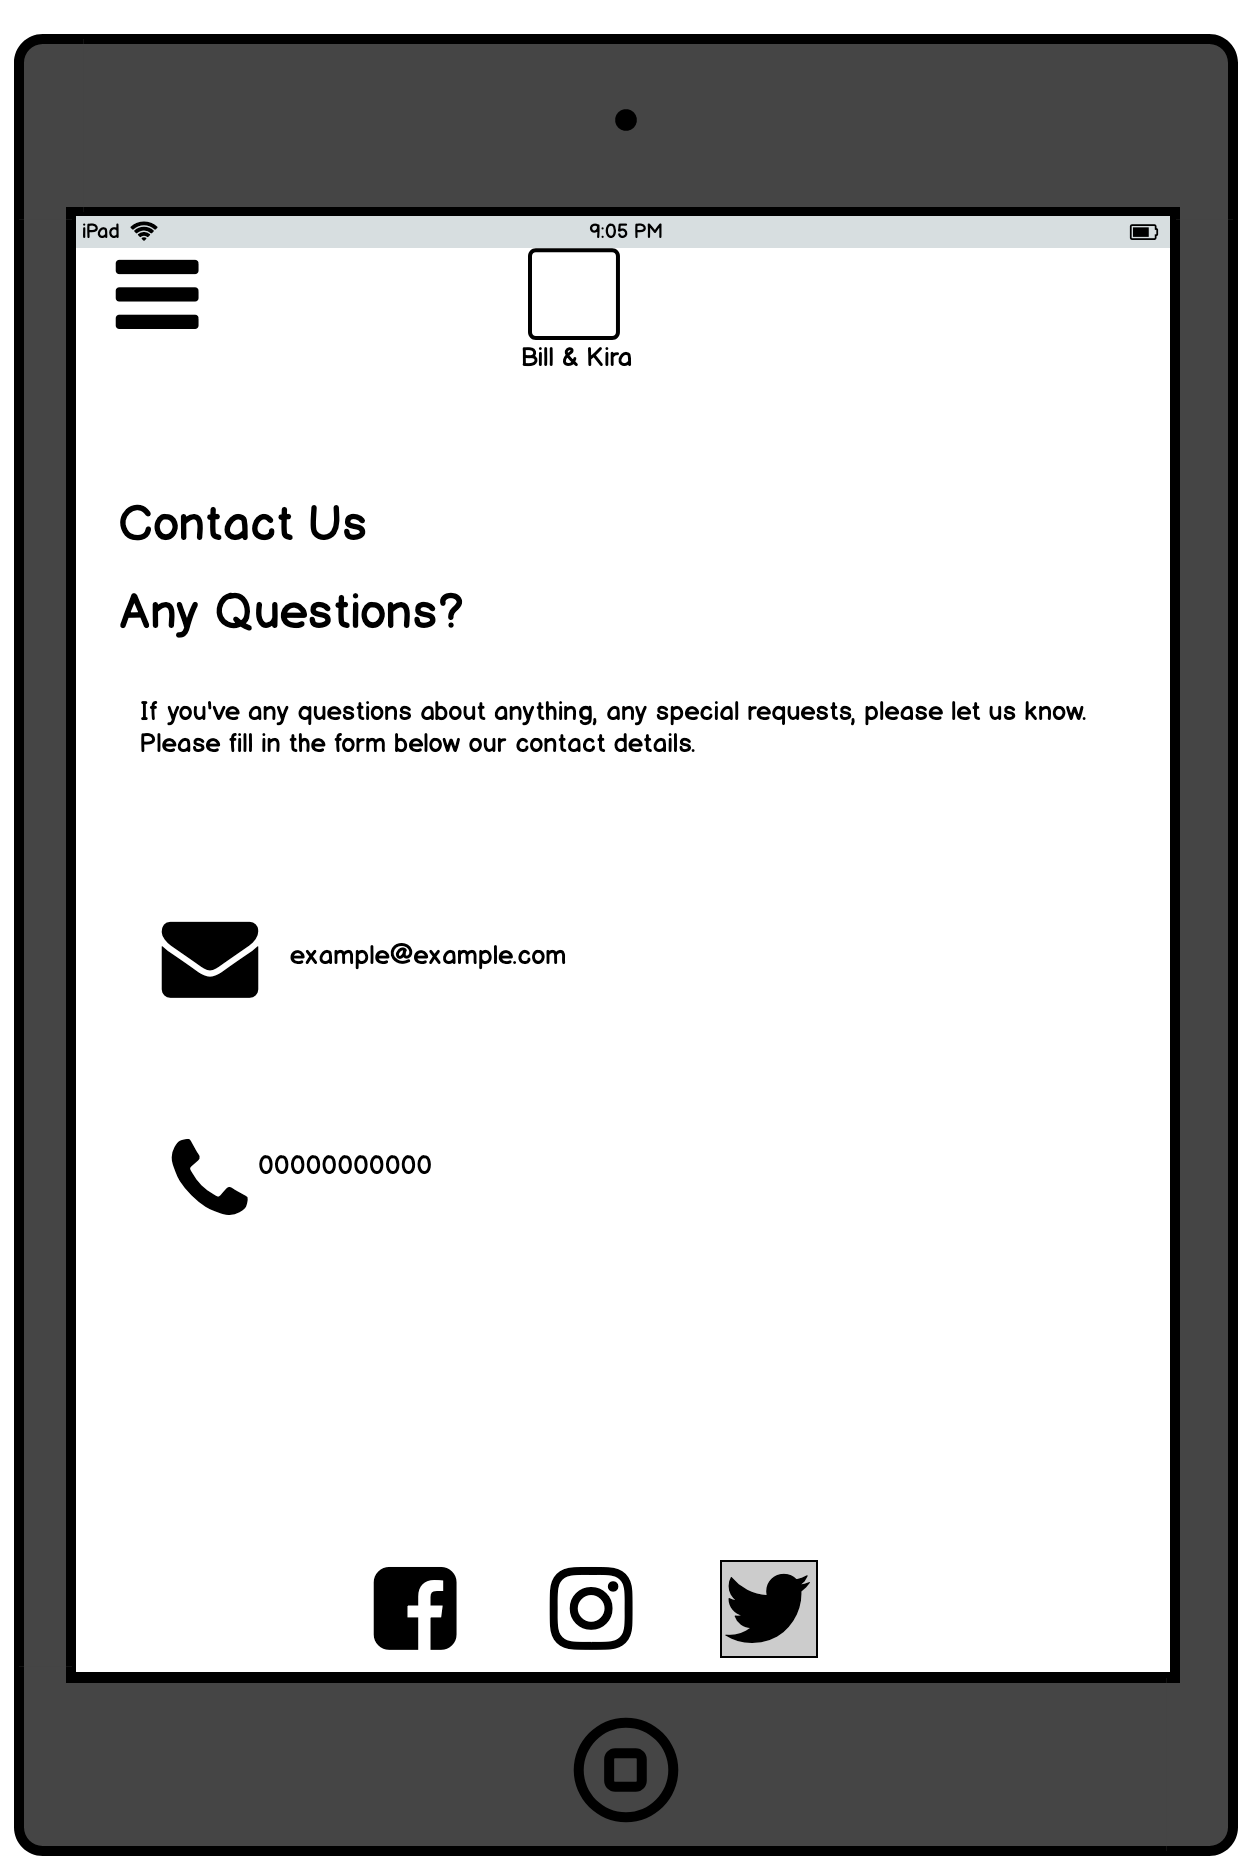 iPad 9:05 PM
Bill & Kira
Contact Us
Any Questions?
If you've any questions about anything, any special requests, please let us know.
Please fill in the form below our contact details.
example@example.com
00000000000